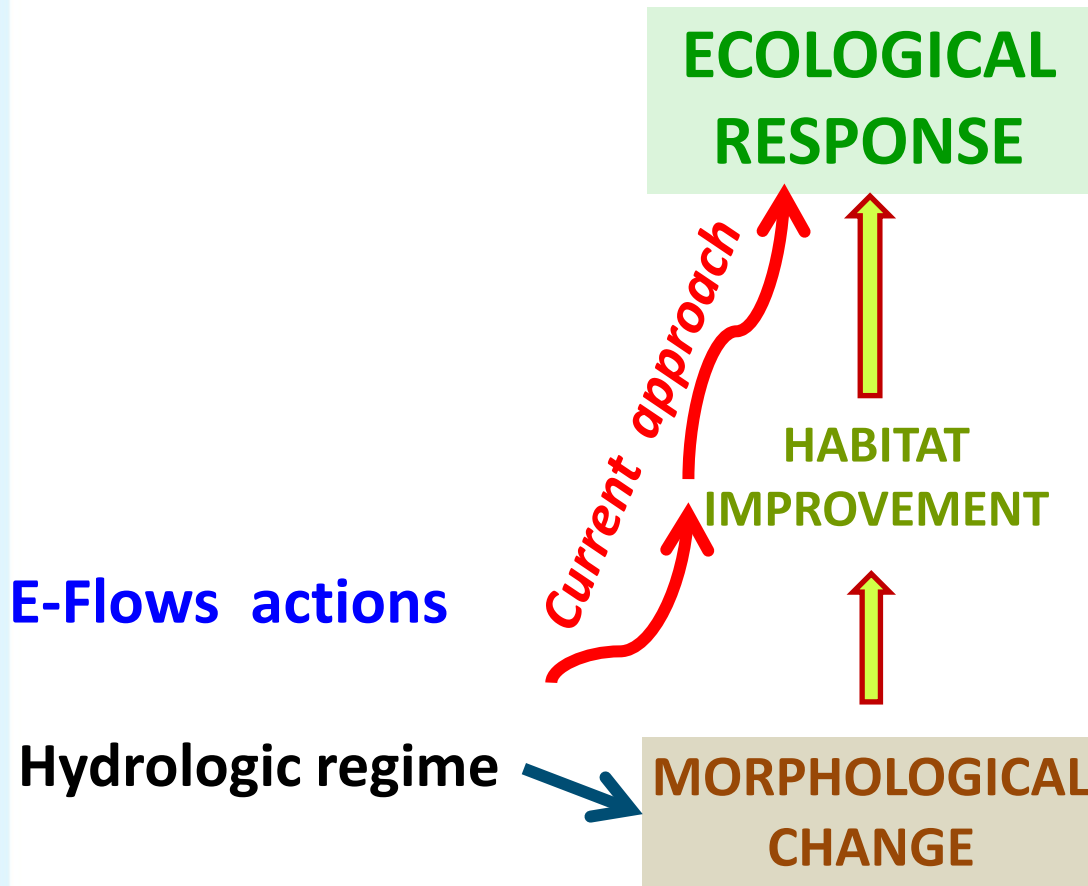 ECOLOGICAL
RESPONSE
Current approach
HABITAT
IMPROVEMENT
E-Flows actions
Hydrologic regime
MORPHOLOGICAL
CHANGE